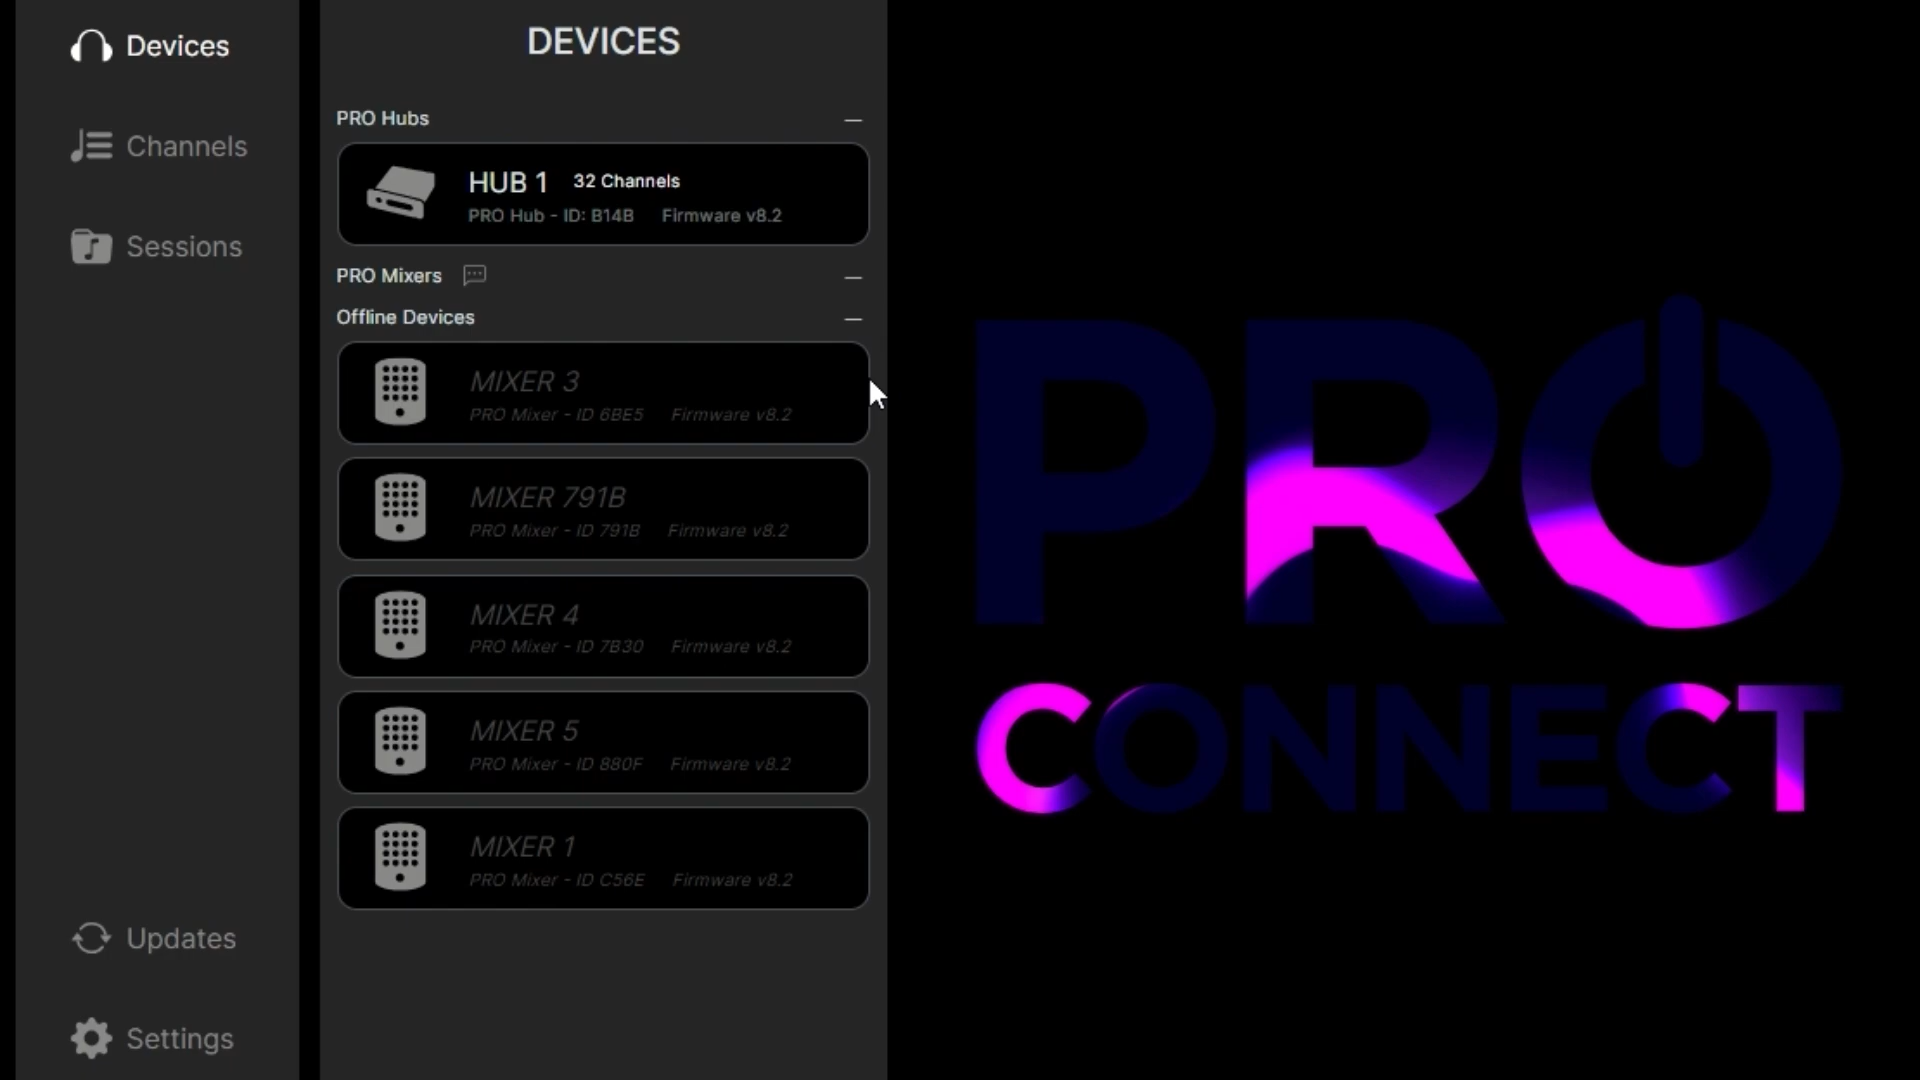 Devices
Channels
Sessions
Updates
Settings
DEVICES
PRO Hubs
HUB 1 32 Channels
PRO Hub - ID: B14B Firmware v8.2
PRO Mixers
Offline Devices
MIXER 3
PRO Mixer - ID 6BE5 Firmware v8.2
MIXER 791B
PRO Mixer - ID 791B Firmware v8.2
MIXER 4
PRO Mixer - ID 7B30 Firmware v8.2
MIXER 5
PRO Mixer - ID 880F Firmware v8.2
MIXER 1
PRO Mixer - ID C56E Firmware v8.2
PRO
CONNECT